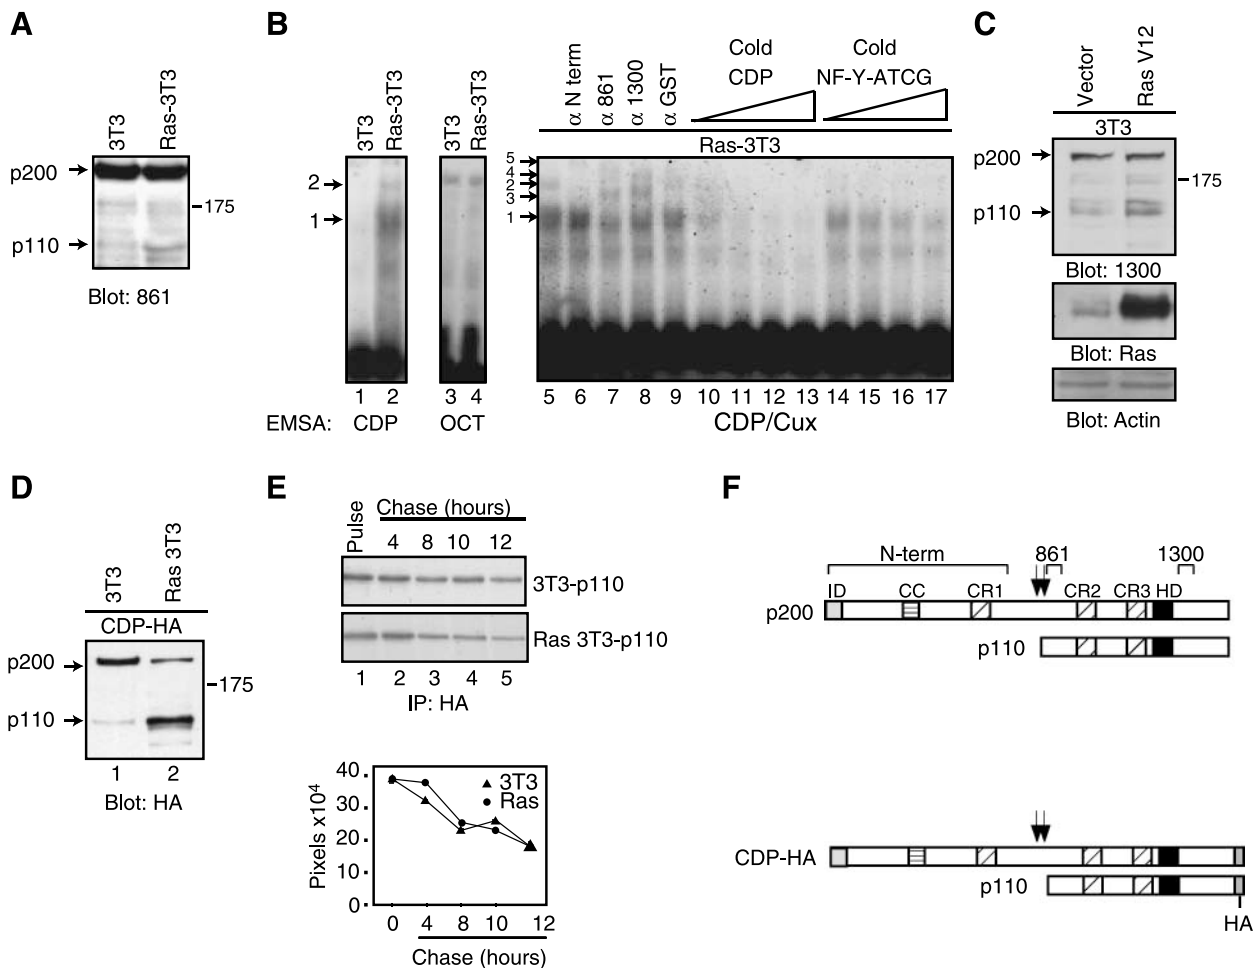 A
3T3
Ras-3T3
p200
175
p110
Blot: 861
B
3T3
Ras-3T3
3T3
Ras-3T3
2
1
1 2 3 4
EMSA: CDP OCT
α N term
α 861
α 1300
α GST
Cold
CDP
Cold
NF-Y-ATCG
Ras-3T3
5
4
2
3
1
5 6 7 8 9 10 11 12 13 14 15 16 17
CDP/Cux
C
Vector
Ras V12
3T3
p200
175
p110
Blot: 1300
Blot: Ras
Blot: Actin
D
3T3
Ras 3T3
CDP-HA
p200
175
p110
1 2
Blot: HA
E
Pulse
Chase (hours)
4 8 10 12
3T3-p110
Ras 3T3-p110
1 2 3 4 5
IP: HA
Pixels x10⁴
40
30
20
10
0
3T3
Ras
0 4 8 10 12
Chase (hours)
F
N-term 861 1300
ID CC CR1 CR2 CR3 HD
p200
p110
CDP-HA
p110
HA